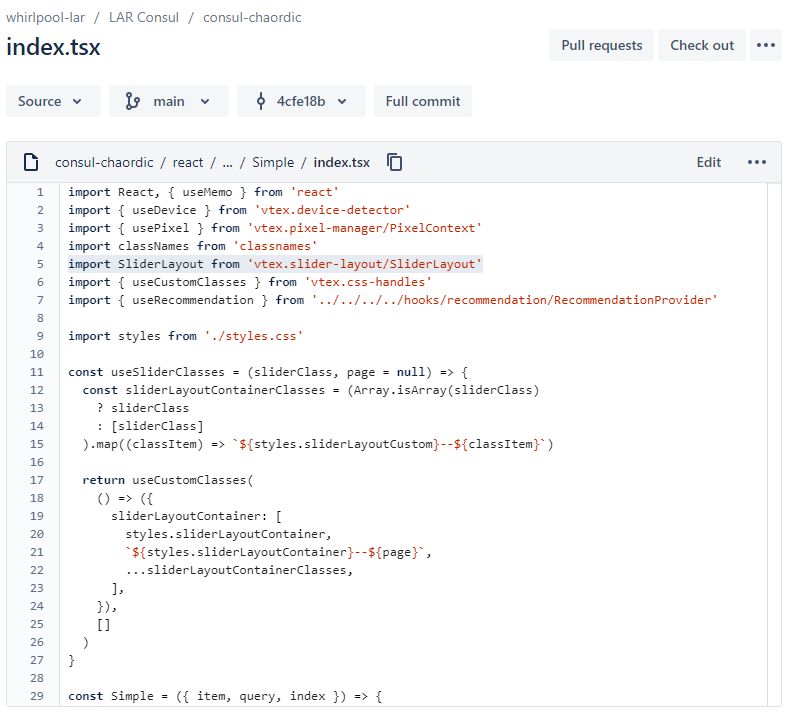 whirlpool-lar / LAR Consul / consul-chaordic
index.tsx
Pull requests
Check out
•••
Source
main
4cfe18b
Full commit
consul-chaordic / react / ... / Simple / index.tsx
Edit
•••
1 import React, { useMemo } from 'react'
2 import { useDevice } from 'vtex.device-detector'
3 import { usePixel } from 'vtex.pixel-manager/PixelContext'
4 import classNames from 'classnames'
5 import SliderLayout from 'vtex.slider-layout/SliderLayout'
6 import { useCustomClasses } from 'vtex.css-handles'
7 import { useRecommendation } from '../../../../hooks/recommendation/RecommendationProvider'
8
9 import styles from './styles.css'
10
11 const useSliderClasses = (sliderClass, page = null) => {
12   const sliderLayoutContainerClasses = (Array.isArray(sliderClass)
13     ? sliderClass
14     : [sliderClass]
15   ).map((classItem) => `${styles.sliderLayoutCustom}--${classItem}`)
16
17   return useCustomClasses(
18     () => ({
19       sliderLayoutContainer: [
20         styles.sliderLayoutContainer,
21         `${styles.sliderLayoutContainer}--${page}`,
22         ...sliderLayoutContainerClasses,
23       ],
24     }),
25     []
26   )
27 }
28
29 const Simple = ({ item, query, index }) => {